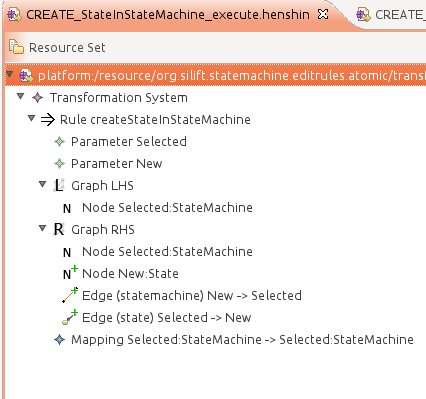 CREATE_StateInStateMachine_execute.henshin
CREATE_
Resource Set
platform:/resource/org.silift.statemachine.editrules.atomic/transf
Transformation System
Rule createStateInStateMachine
Parameter Selected
Parameter New
L Graph LHS
N Node Selected:StateMachine
R Graph RHS
N Node Selected:StateMachine
N Node New:State
Edge (statemachine) New -> Selected
Edge (state) Selected -> New
Mapping Selected:StateMachine -> Selected:StateMachine